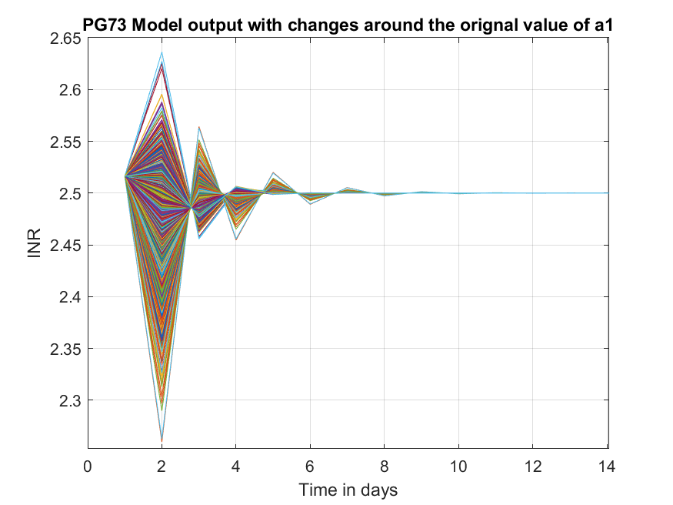 PG73 Model output with changes around the orignal value of a1
2.65
2.6
2.55
2.5
2.45
2.4
2.35
2.3
INR
0 2 4 6 8 10 12 14
Time in days